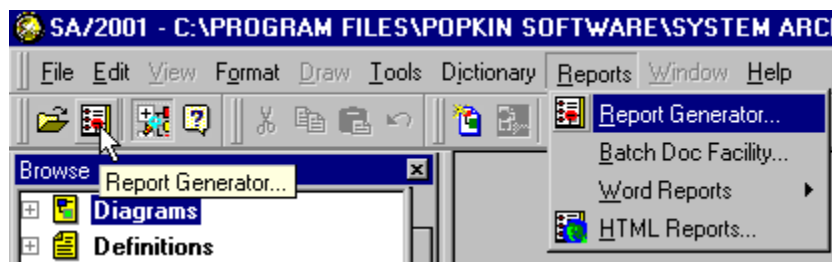 SA/2001 - C:\PROGRAM FILES\POPKIN SOFTWARE\SYSTEM ARC
File Edit View Format Draw Tools Dictionary Reports Window Help
Report Generator...
Batch Doc Facility...
Word Reports
HTML Reports...
Browse
Report Generator...
Diagrams
Definitions